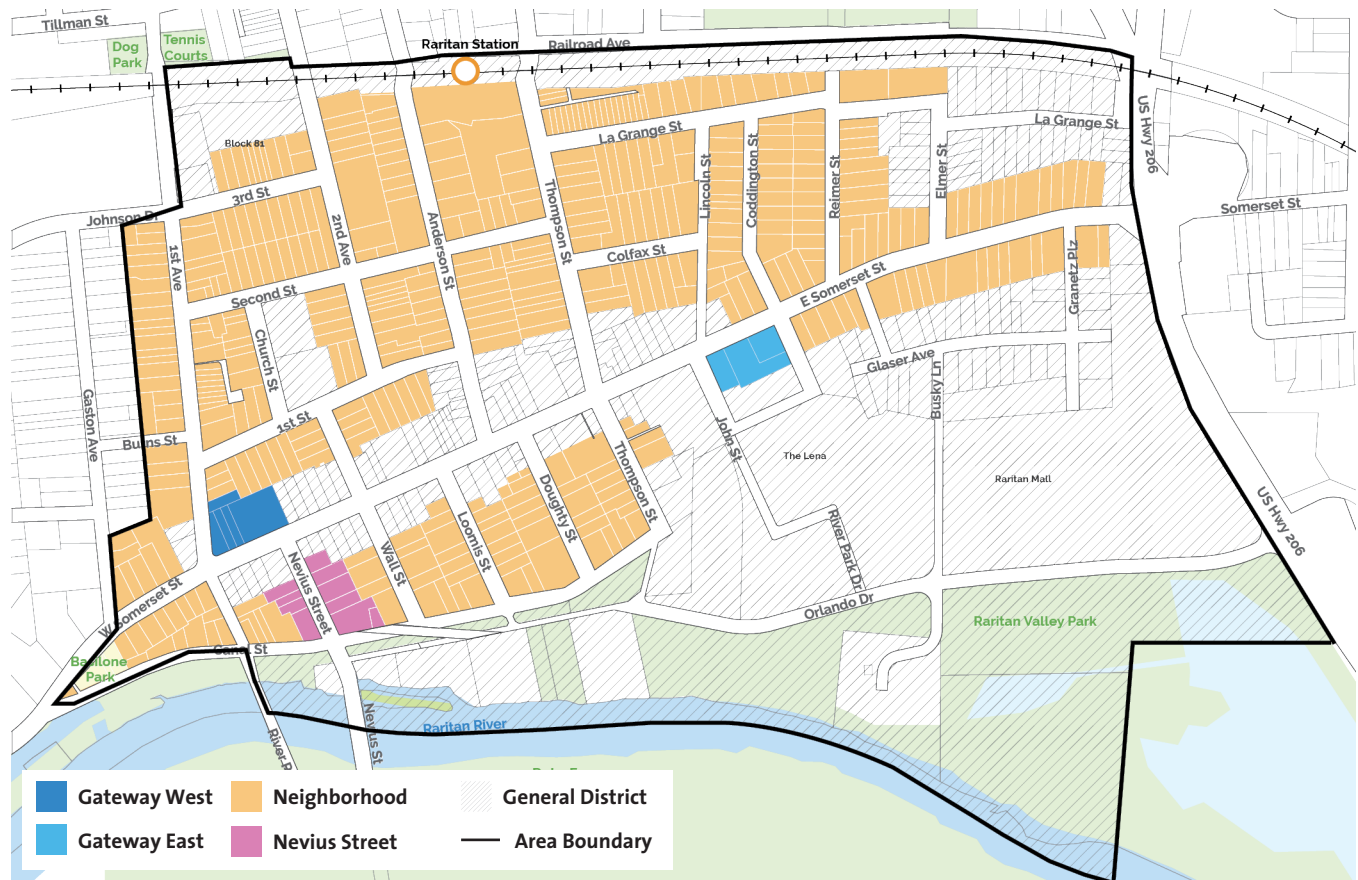 Tillman St
Dog
Park
Tennis
Courts
Raritan Station
Railroad Ave
US Hwy 206
Block 81
La Grange St
La Grange St
3rd St
Johnson
Lincoln St
Coddington St
Reimer St
Elmer St
Somerset St
1st Ave
2nd Ave
Anderson St
Thompson St
Colfax St
Second St
E Somerset St
Granetz Plz
Church St
Glaser Ave
Busky Ln
Gaston Ave
Burns St
1st St
John St
The Lena
Raritan Mall
Thompson St
Doughty St
Loomis St
Wall St
Nevius Street
River Park Dr
US Hwy 206
W Somerset St
Orlando Dr
Raritan Valley Park
Canal St
Basilone
Park
Raritan River
Nevius St
River
Gateway West
Neighborhood
General District
Gateway East
Nevius Street
Area Boundary